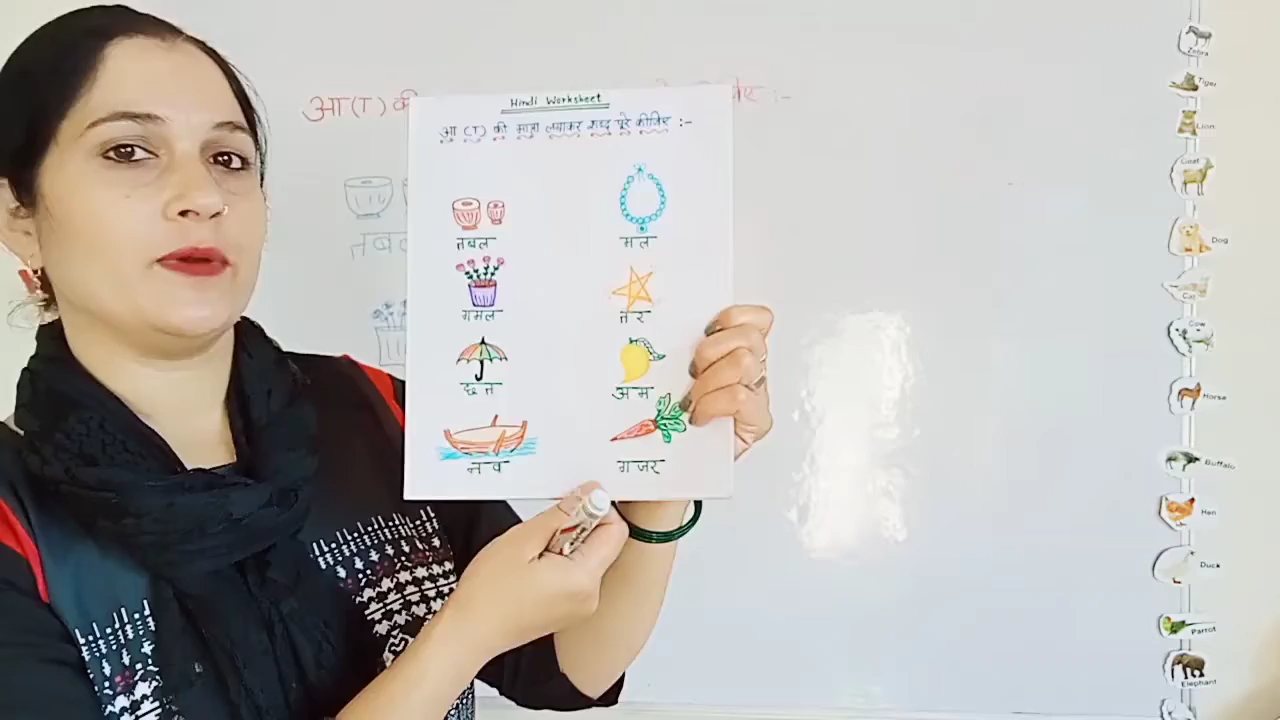 Hindi Worksheet
आ (ा) की मात्रा लगाकर शब्द पूरे कीजिए :-
तबल
मल
गमल
तर
छत
अम
नव
गजर
आ (ा) की
:-
तबल
Zebra
Tiger
Lion
Goat
Dog
Cat
Cow
Horse
Buffalo
Hen
Duck
Parrot
Elephant